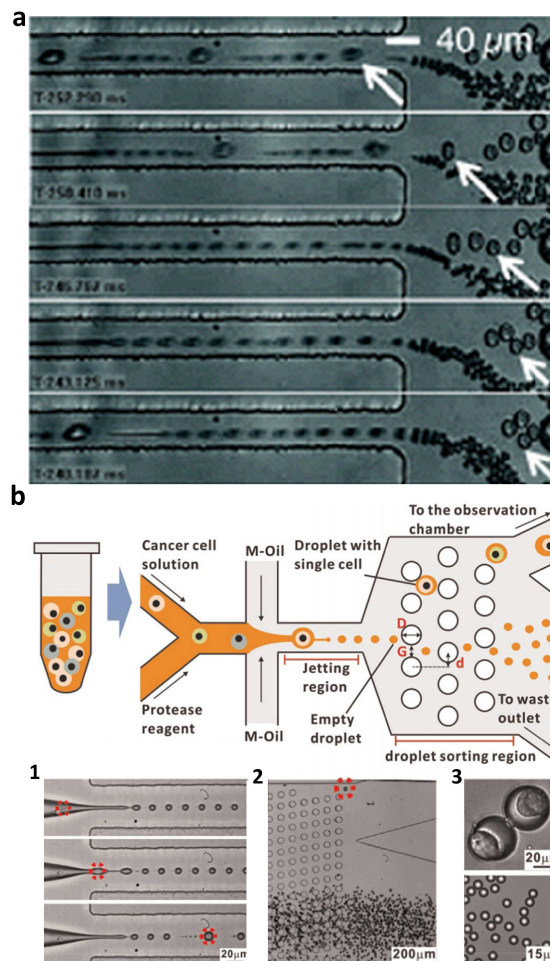 a
40 µm
b
Cancer cell
solution
M-Oil
Droplet with
single cell
To the observation
chamber
D
G
d
Jetting
region
Protease
reagent
M-Oil
Empty
droplet
To wast
outlet
droplet sorting region
1
2
3
20µm
200µm
20µ
15µ